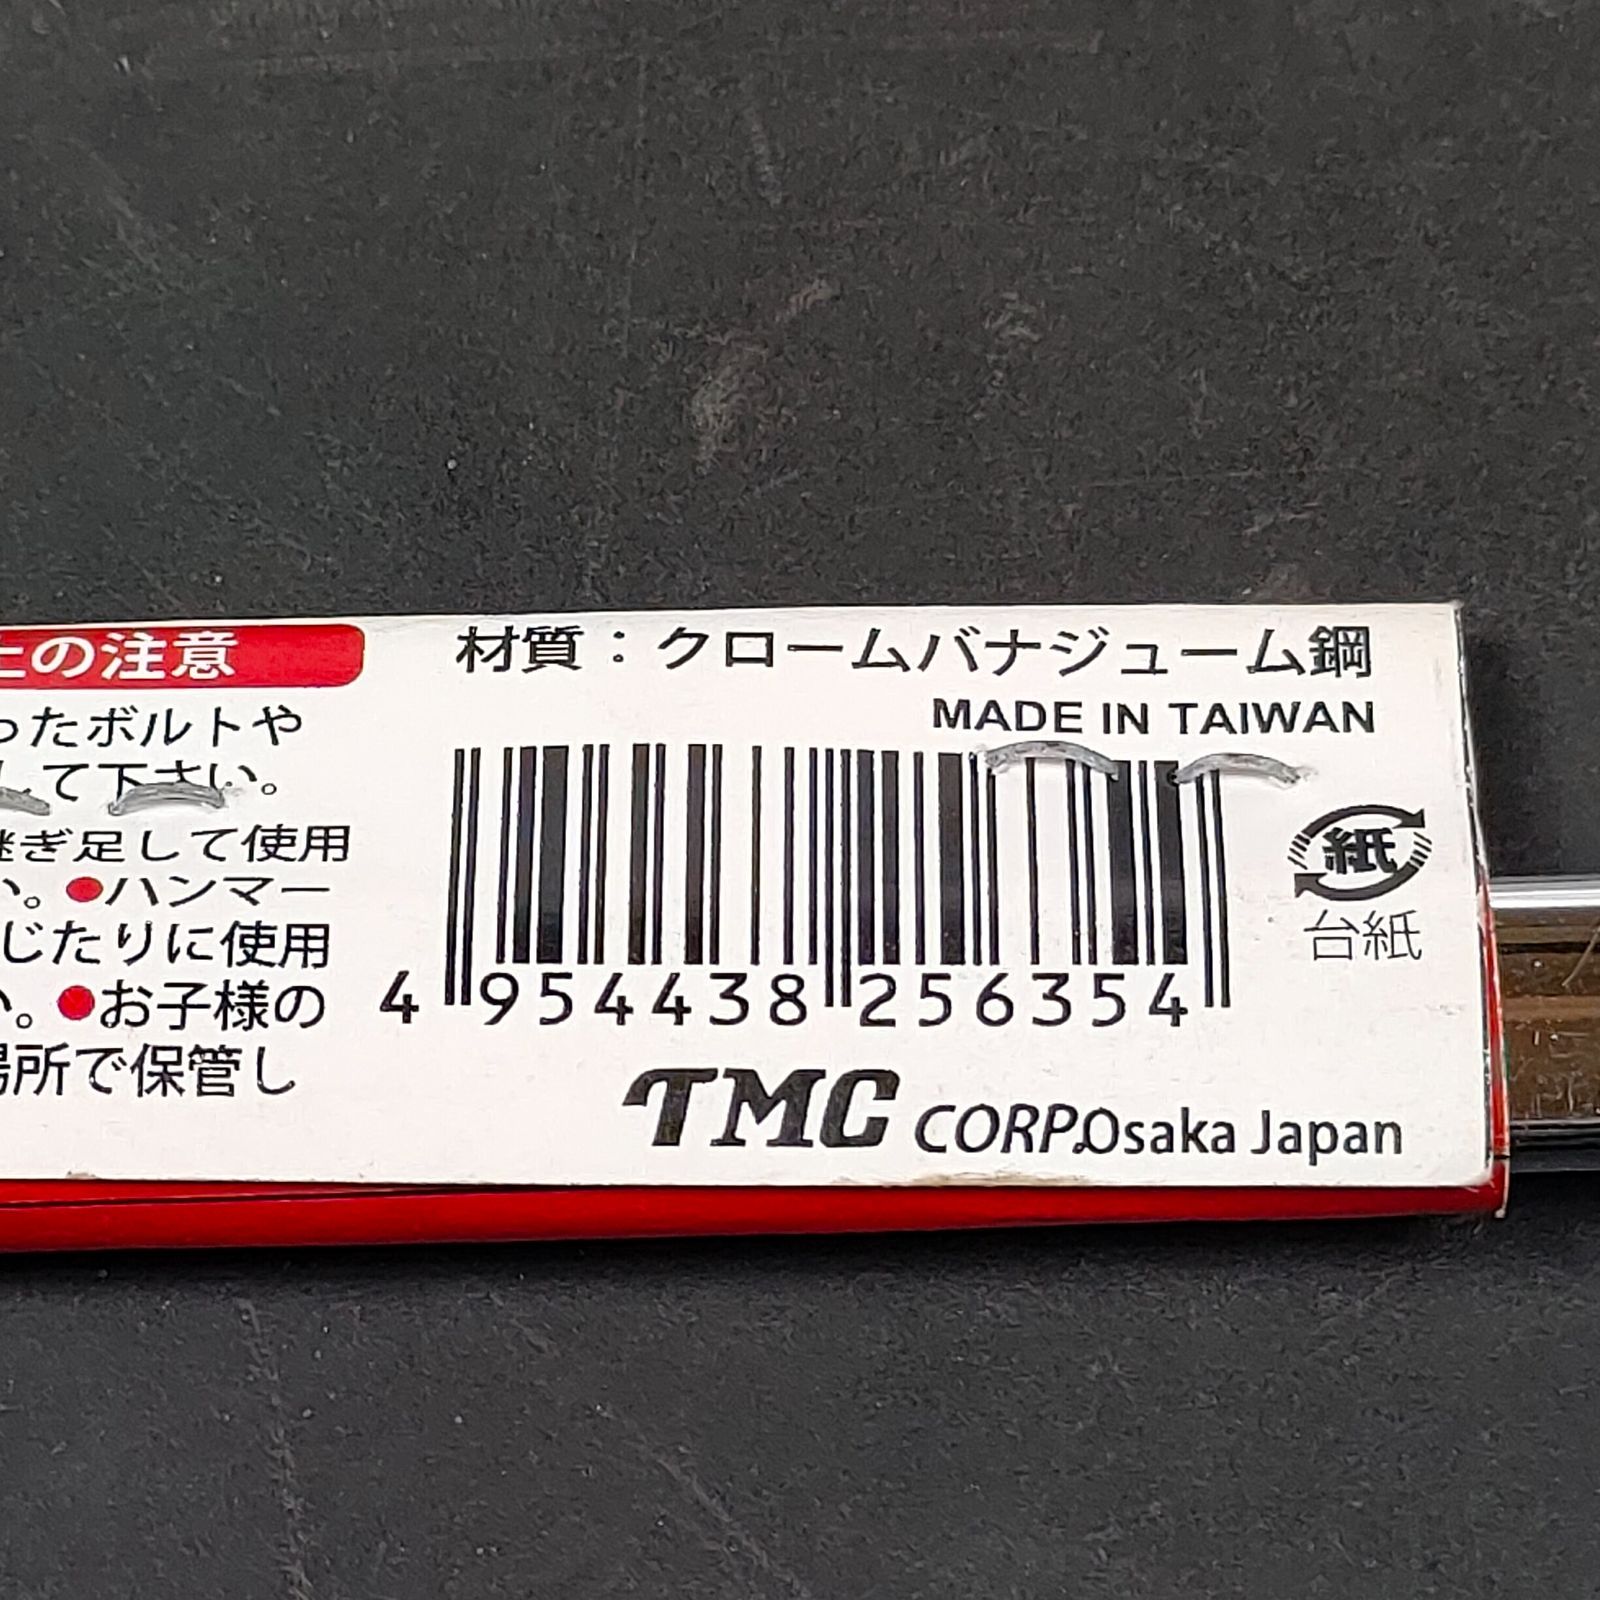 上の注意
ったボルトや
して下さい。
継ぎ足して使用
い。●ハンマー
じたりに使用
い。●お子様の
場所で保管し
材質：クロームバナジューム鋼
MADE IN TAIWAN
4 954438 256354
紙
台紙
TMC CORP.Osaka Japan